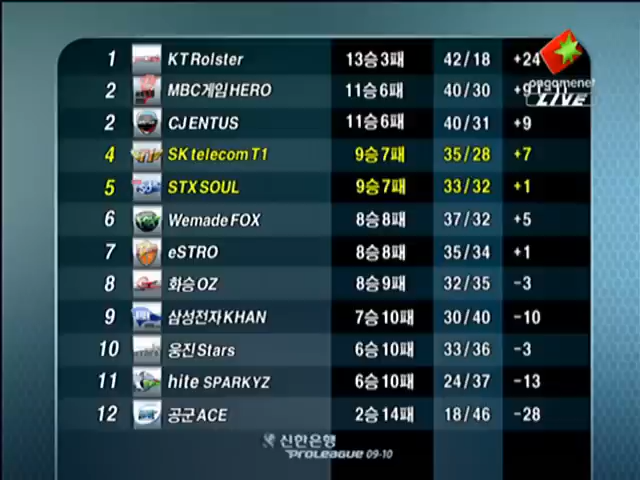 1 KT Rolster 13승 3패 42/18 +24
ongamenet
LIVE
2 MBC게임 HERO 11승 6패 40/30 +9
2 CJ ENTUS 11승 6패 40/31 +9
4 SK telecom T1 9승 7패 35/28 +7
5 STX SOUL 9승 7패 33/32 +1
6 Wemade FOX 8승 8패 37/32 +5
7 eSTRO 8승 8패 35/34 +1
8 화승 OZ 8승 9패 32/35 -3
9 삼성전자 KHAN 7승 10패 30/40 -10
10 웅진 Stars 6승 10패 33/36 -3
11 hite SPARKYZ 6승 10패 24/37 -13
12 공군 ACE 2승 14패 18/46 -28
신한은행
PROLEAGUE 09-10